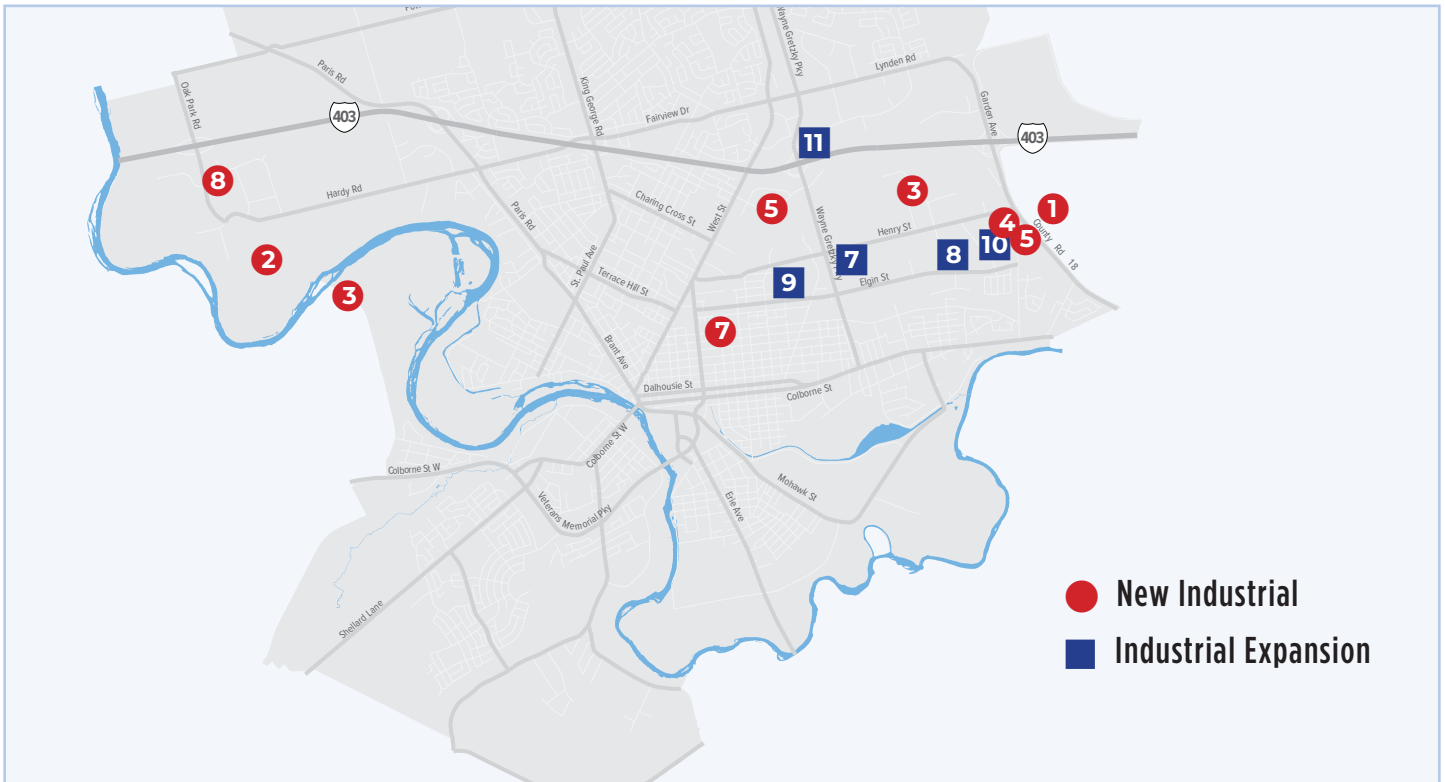 Wayne Gretzky Pky
Paris Rd
Oak Park Rd
403
King George Rd
Fairview Dr
Lynden Rd
Garden Ave
403
11
8
Hardy Rd
Charing Cross St
West St
5
3
1
Paris Rd
Wayne Gretzky Pky
Henry St
4
5
County Rd 18
2
3
St. Paul Ave
Terrace Hill St
9
7
8
10
Elgin St
7
Brant Ave
Dalhousie St
Colborne St
Colborne St W
Colborne St W
Veterans Memorial Pky
Erie Ave
Mohawk St
Shellard Lane
New Industrial
Industrial Expansion